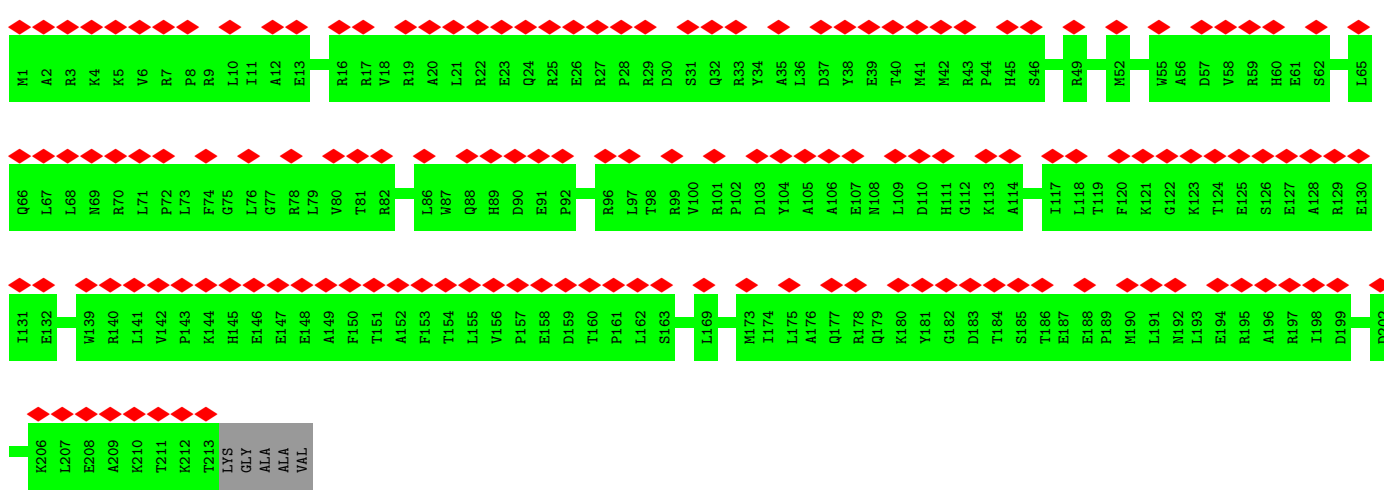 M1 A2 R3 K4 K5 V6 R7 P8 R9 L10 I11 A12 E13 R16 R17 V18 R19 A20 L21 R22 E23 Q24 R25 E26 R27 P28 R29 D30 S31 Q32 R33 Y34 A35 L36 D37 Y38 E39 T40 M41 M42 R43 P44 H45 S46 R49 M52 W55 A56 D57 V58 R59 H60 E61 S62 L65
Q66 L67 L68 N69 R70 L71 P72 L73 F74 G75 L76 G77 R78 L79 V80 T81 R82 L86 W87 Q88 H89 D90 E91 P92 R96 L97 T98 R99 V100 R101 P102 D103 Y104 A105 A106 E107 N108 L109 D110 H111 G112 K113 A114 I117 L118 T119 F120 K121 G122 K123 T124 E125 S126 E127 A128 R129 E130
I131 E132 W139 R140 L141 V142 P143 K144 H145 E146 E147 E148 A149 F150 T151 A152 F153 T154 L155 V156 P157 E158 D159 T160 P161 L162 S163 L169 M173 I174 L175 A176 Q177 R178 Q179 K180 Y181 G182 D183 T184 S185 T186 E187 E188 P189 M190 L191 N192 L193 E194 R195 A196 R197 I198 D199 D202
K206 L207 E208 A209 K210 T211 K212 T213 LYS GLY ALA ALA VAL